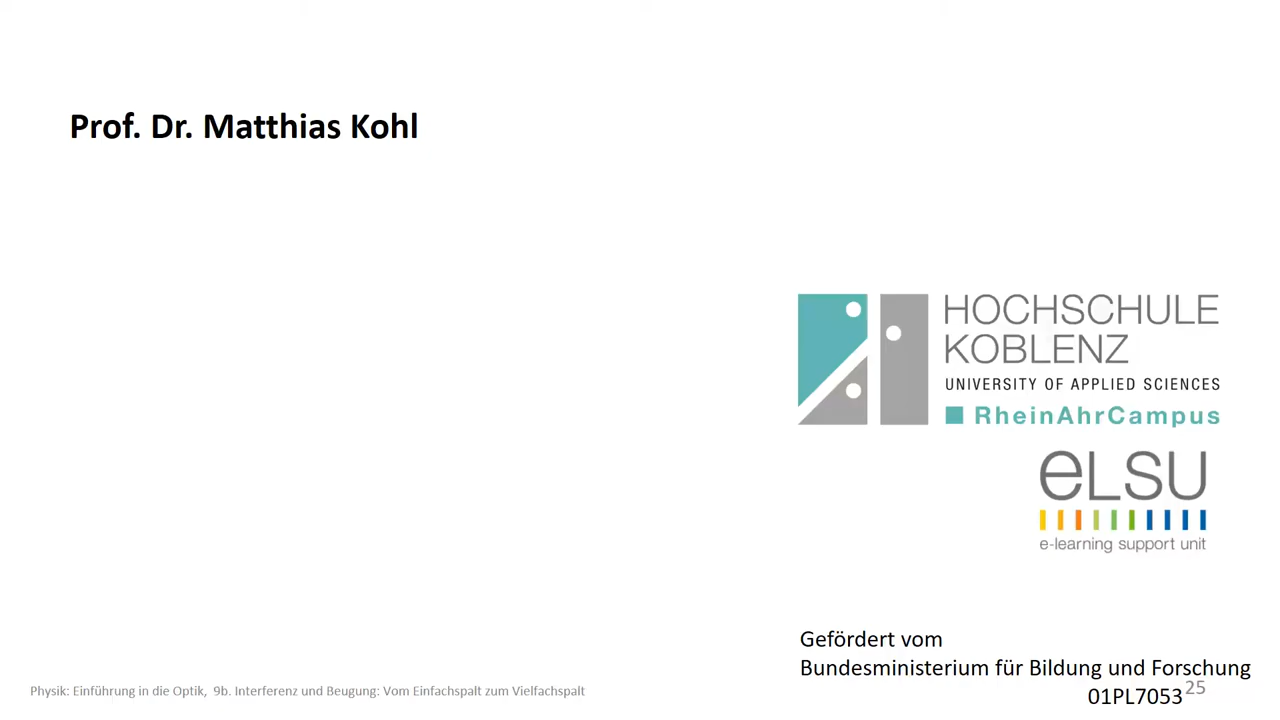 Prof. Dr. Matthias Kohl
HOCHSCHULE
KOBLENZ
UNIVERSITY OF APPLIED SCIENCES
RheinAhrCampus
eLSU
e-learning support unit
Gefördert vom
Bundesministerium für Bildung und Forschung
01PL7053
25
Physik: Einführung in die Optik, 9b. Interferenz und Beugung: Vom Einfachspalt zum Vielfachspalt